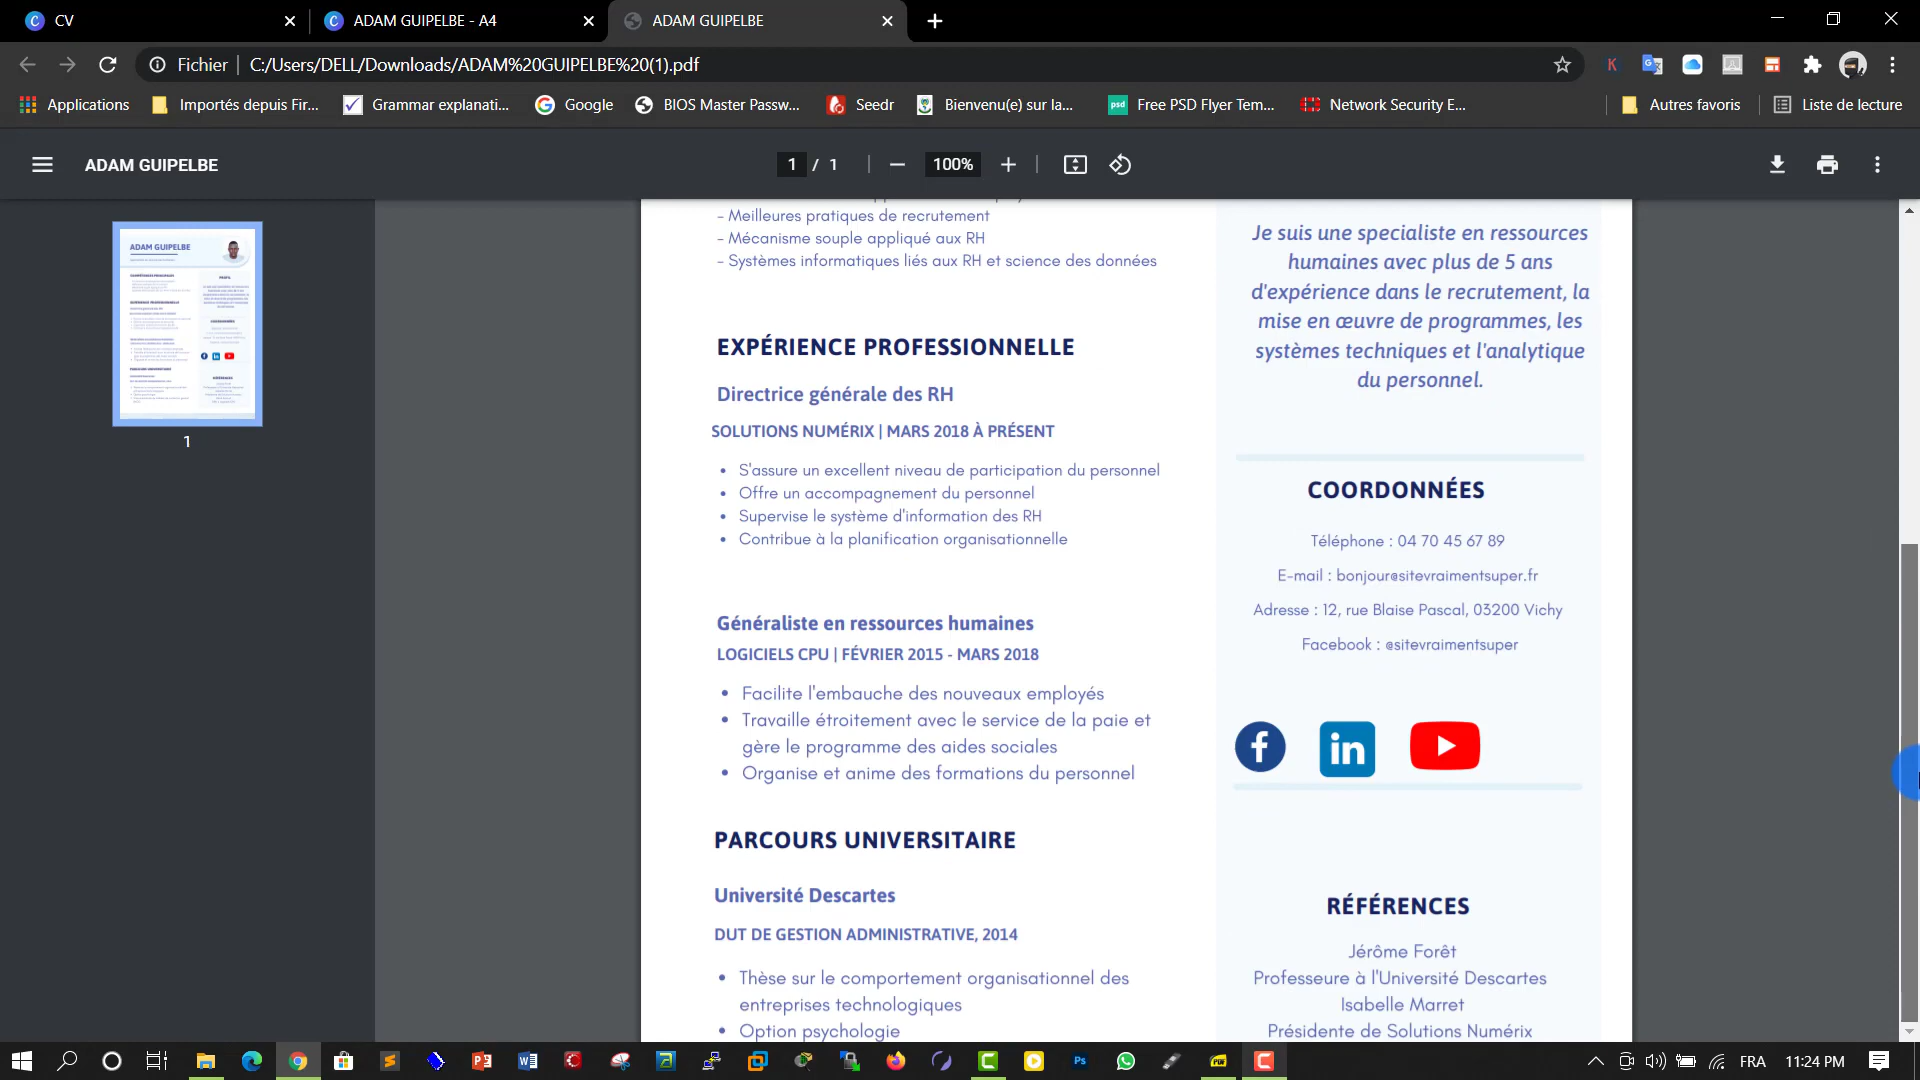 CV
ADAM GUIPELBE - A4
ADAM GUIPELBE
Fichier
C:/Users/DELL/Downloads/ADAM%20GUIPELBE%20(1).pdf
Applications
Importés depuis Fir...
Grammar explanati...
Google
BIOS Master Passw...
Seedr
Bienvenu(e) sur la...
Free PSD Flyer Tem...
Network Security E...
Autres favoris
Liste de lecture
ADAM GUIPELBE
1 / 1
100%
ADAM GUIPELBE
1
- Meilleures pratiques de recrutement
- Mécanisme souple appliqué aux RH
- Systèmes informatiques liés aux RH et science des données
EXPÉRIENCE PROFESSIONNELLE
Directrice générale des RH
SOLUTIONS NUMÉRIX | MARS 2018 À PRÉSENT
• S'assure un excellent niveau de participation du personnel
• Offre un accompagnement du personnel
• Supervise le système d'information des RH
• Contribue à la planification organisationnelle
Généraliste en ressources humaines
LOGICIELS CPU | FÉVRIER 2015 - MARS 2018
• Facilite l'embauche des nouveaux employés
• Travaille étroitement avec le service de la paie et
gère le programme des aides sociales
• Organise et anime des formations du personnel
PARCOURS UNIVERSITAIRE
Université Descartes
DUT DE GESTION ADMINISTRATIVE, 2014
• Thèse sur le comportement organisationnel des
entreprises technologiques
• Option psychologie
Je suis une specialiste en ressources
humaines avec plus de 5 ans
d'expérience dans le recrutement, la
mise en œuvre de programmes, les
systèmes techniques et l'analytique
du personnel.
COORDONNÉES
Téléphone : 04 70 45 67 89
E-mail : bonjour@sitevraimentsuper.fr
Adresse : 12, rue Blaise Pascal, 03200 Vichy
Facebook : @sitevraimentsuper
RÉFÉRENCES
Jérôme Forêt
Professeure à l'Université Descartes
Isabelle Marret
Présidente de Solutions Numérix
FRA
11:24 PM